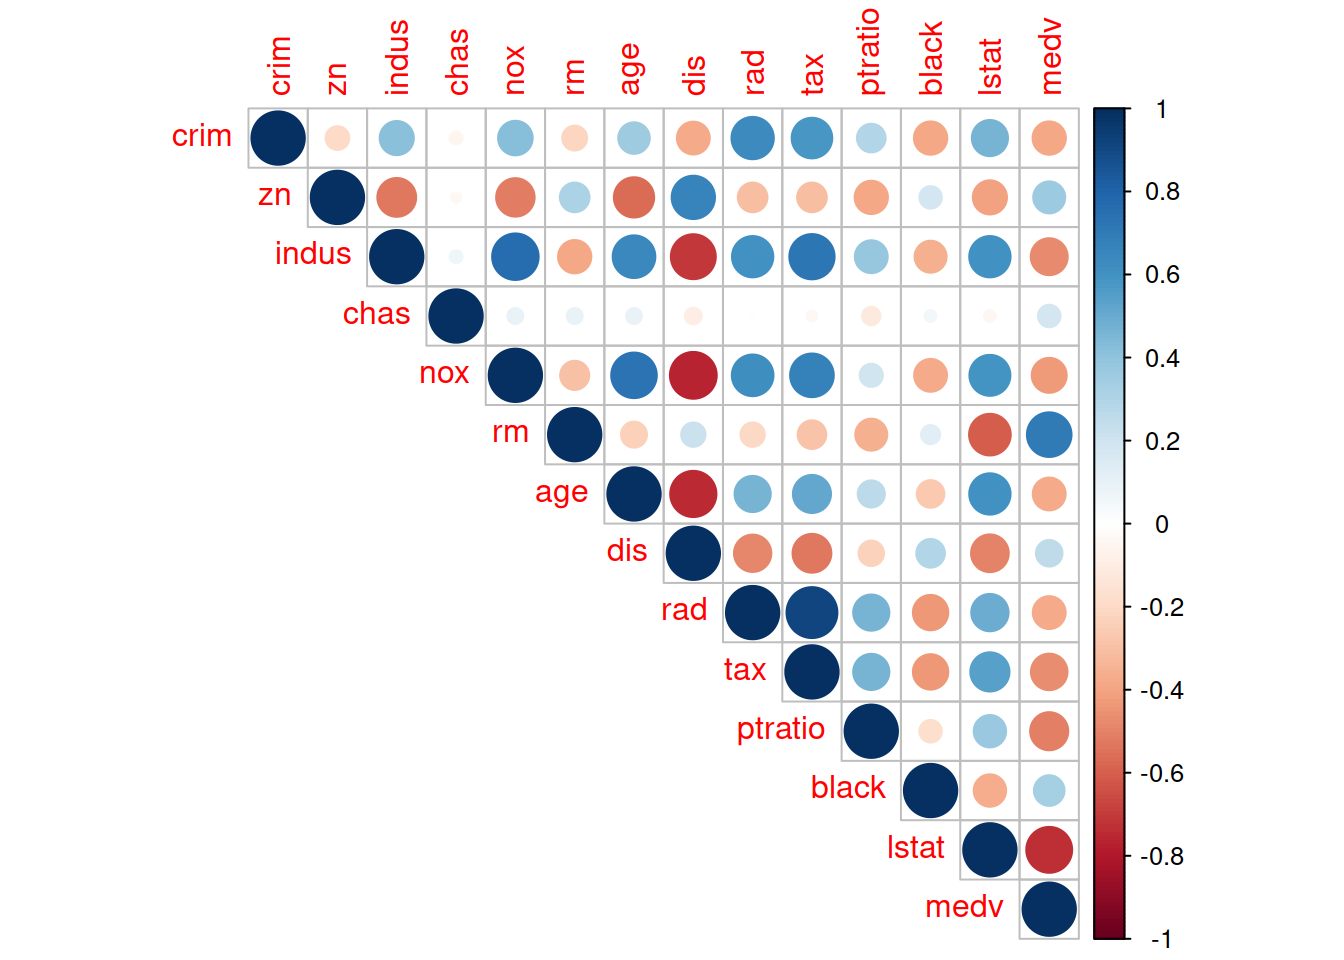 crim
zn
indus
chas
nox
rm
age
dis
rad
tax
ptratio
black
lstat
medv
crim
zn
indus
chas
nox
rm
age
dis
rad
tax
ptratio
black
lstat
medv
1
0.8
0.6
0.4
0.2
0
-0.2
-0.4
-0.6
-0.8
-1